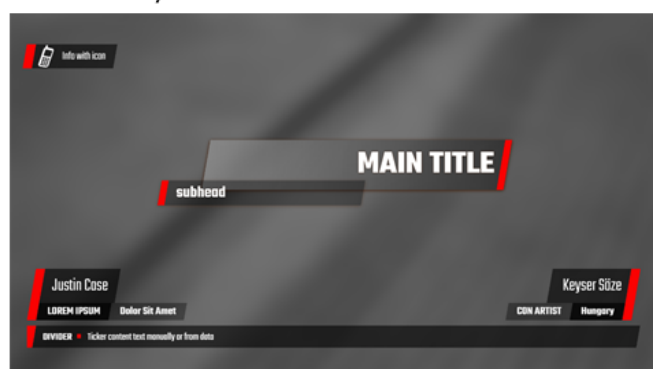 Info with icon
MAIN TITLE
subhead
Justin Case
LOREM IPSUM Dolor Sit Amet
Keyser Söze
CON ARTIST Hungary
DIVIDER Ticker content text manually or from data